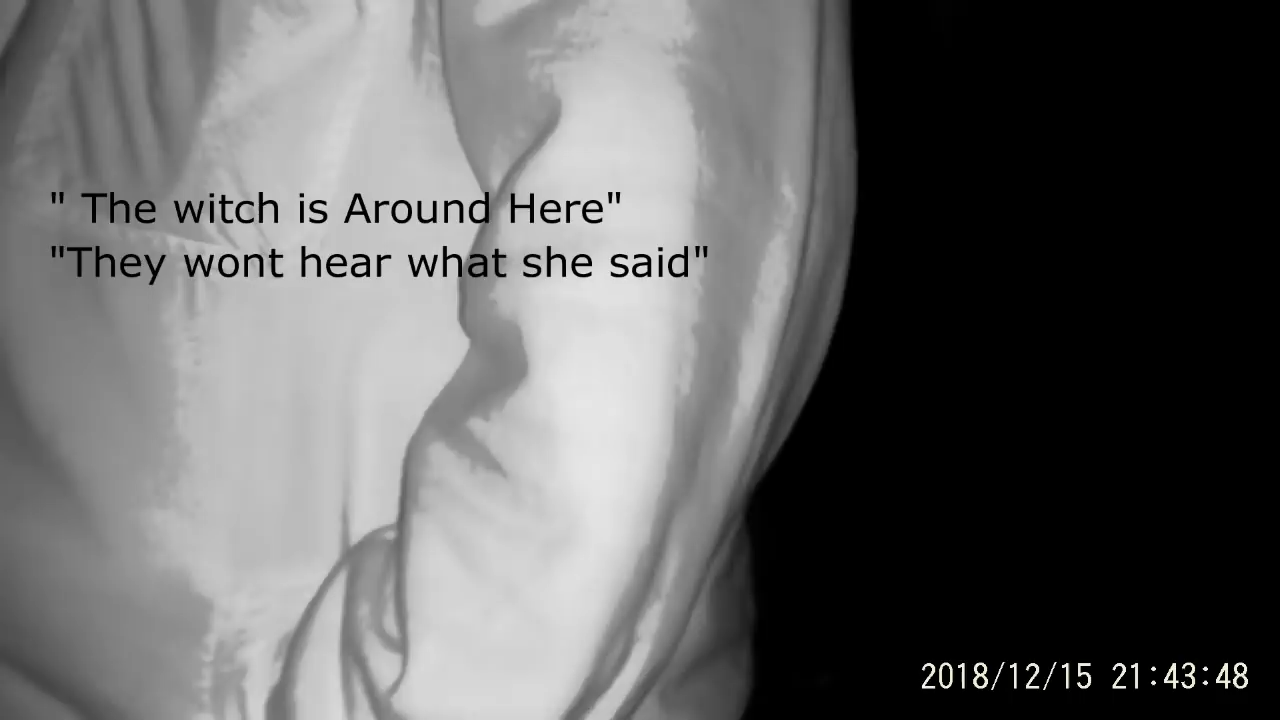 " The witch is Around Here"
"They wont hear what she said"
2018/12/15 21:43:48